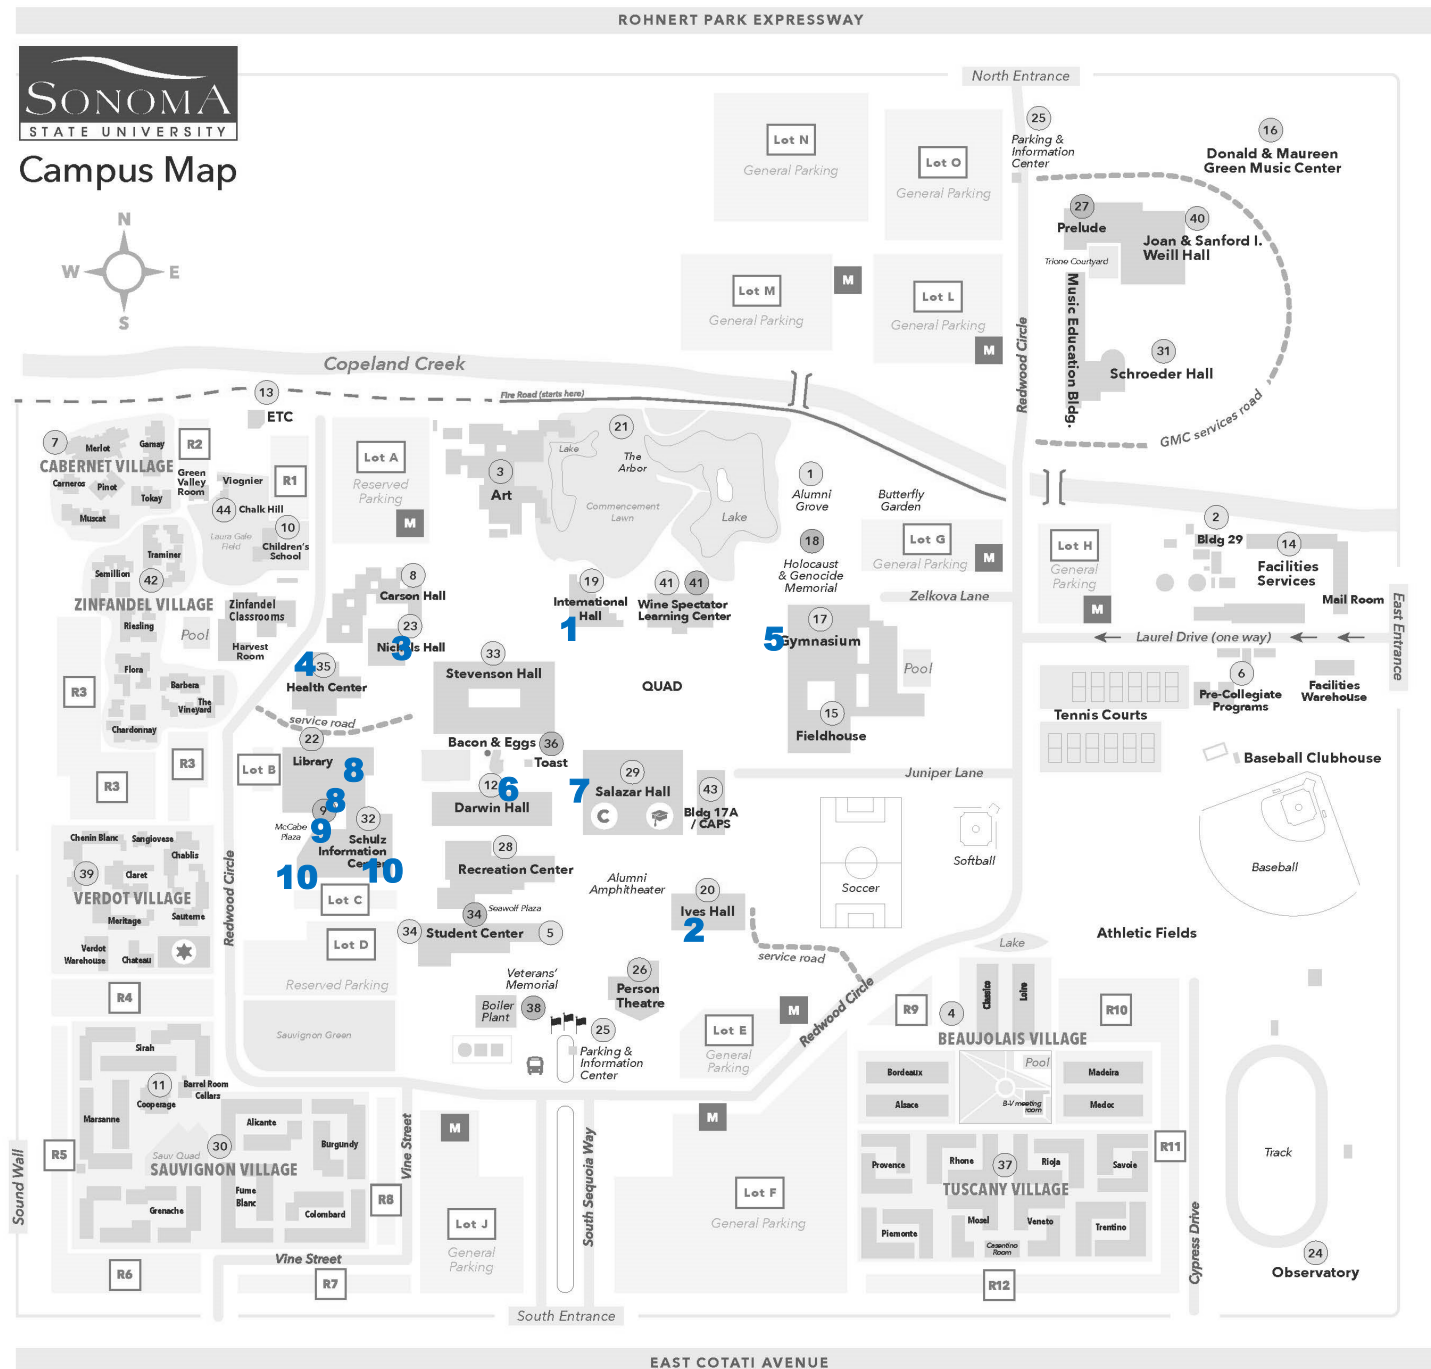 ROHNERT PARK EXPRESSWAY
SONOMA
STATE UNIVERSITY
Campus Map
N
W E
S
North Entrance
25
Parking &
Information
Center
16
Donald & Maureen
Green Music Center
Lot N
General Parking
Lot O
General Parking
27
Prelude
40
Joan & Sanford I.
Weill Hall
Trione Courtyard
Lot M
General Parking
M
Lot L
General Parking
M
Redwood Circle
Music Education Bldg.
31
Schroeder Hall
GMC services road
Copeland Creek
Fire Road (starts here)
13
ETC
7
Merlot
Gamay
CABERNET VILLAGE
Carneros
Pinot
Tokay
Muscat
R2
Green
Valley
Room
Viognier
R1
44
Chalk Hill
Laura Gale
Field
10
Children's
School
Lot A
Reserved
Parking
M
3
Art
Lake
21
The
Arbor
Commencement
Lawn
Lake
1
Alumni
Grove
Butterfly
Garden
18
Holocaust
& Genocide
Memorial
Lot G
General Parking
M
Lot H
General
Parking
M
2
Bldg 29
14
Facilities
Services
Mail Room
East Entrance
Traminer
Semillion
42
ZINFANDEL VILLAGE
Riesling
Pool
Zinfandel
Classrooms
Harvest
Room
8
Carson Hall
23
Nichols Hall
3
4
35
Health Center
19
International
Hall
1
41
41
Wine Spectator
Learning Center
Zelkova Lane
17
5
Gymnasium
Pool
Laurel Drive (one way)
R3
Flora
Barbera
The
Vineyard
Chardonnay
33
Stevenson Hall
QUAD
15
Fieldhouse
Tennis Courts
6
Pre-Collegiate
Programs
Facilities
Warehouse
service road
22
Library
8
8
9
McCabe
Plaza
9
32
Schulz
Information
Center
10
10
Lot B
R3
R3
Bacon & Eggs
36
Toast
12
6
Darwin Hall
7
29
Salazar Hall
C
43
Bldg 17A
/ CAPS
Juniper Lane
Baseball Clubhouse
Baseball
Softball
Soccer
Chenin Blanc
Sangiovese
Chablis
39
Claret
VERDOT VILLAGE
Meritage
Sauterne
Verdot
Warehouse
Chateau
Redwood Circle
Lot C
Lot D
Reserved Parking
28
Recreation Center
Seawolf Plaza
34
34
Student Center
5
Alumni
Amphitheater
20
Ives Hall
2
service road
Lake
Athletic Fields
R4
Sauvignon Green
Veterans'
Memorial
Boiler
Plant
38
26
Person
Theatre
25
Parking &
Information
Center
Lot E
General
Parking
M
Redwood Circle
R9
4
Classico
Loire
R10
BEAUJOLAIS VILLAGE
Bordeaux
Alsace
Pool
B-V meeting
room
Madeira
Medoc
Sirah
11
Cooperage
Barrel Room
Cellars
Marsanne
Alicante
Burgundy
Sauv Quad
30
SAUVIGNON VILLAGE
Fume
Blanc
Grenache
Colombard
Sound Wall
R5
R6
R7
R8
Vine Street
Vine Street
M
Lot J
General
Parking
South Sequoia Way
M
Lot F
General Parking
Provence
Rhone
37
Rioja
Savoie
TUSCANY VILLAGE
Piemonte
Mosel
Veneto
Trentino
Casentino
Room
R11
R12
Cypress Drive
Track
24
Observatory
South Entrance
EAST COTATI AVENUE